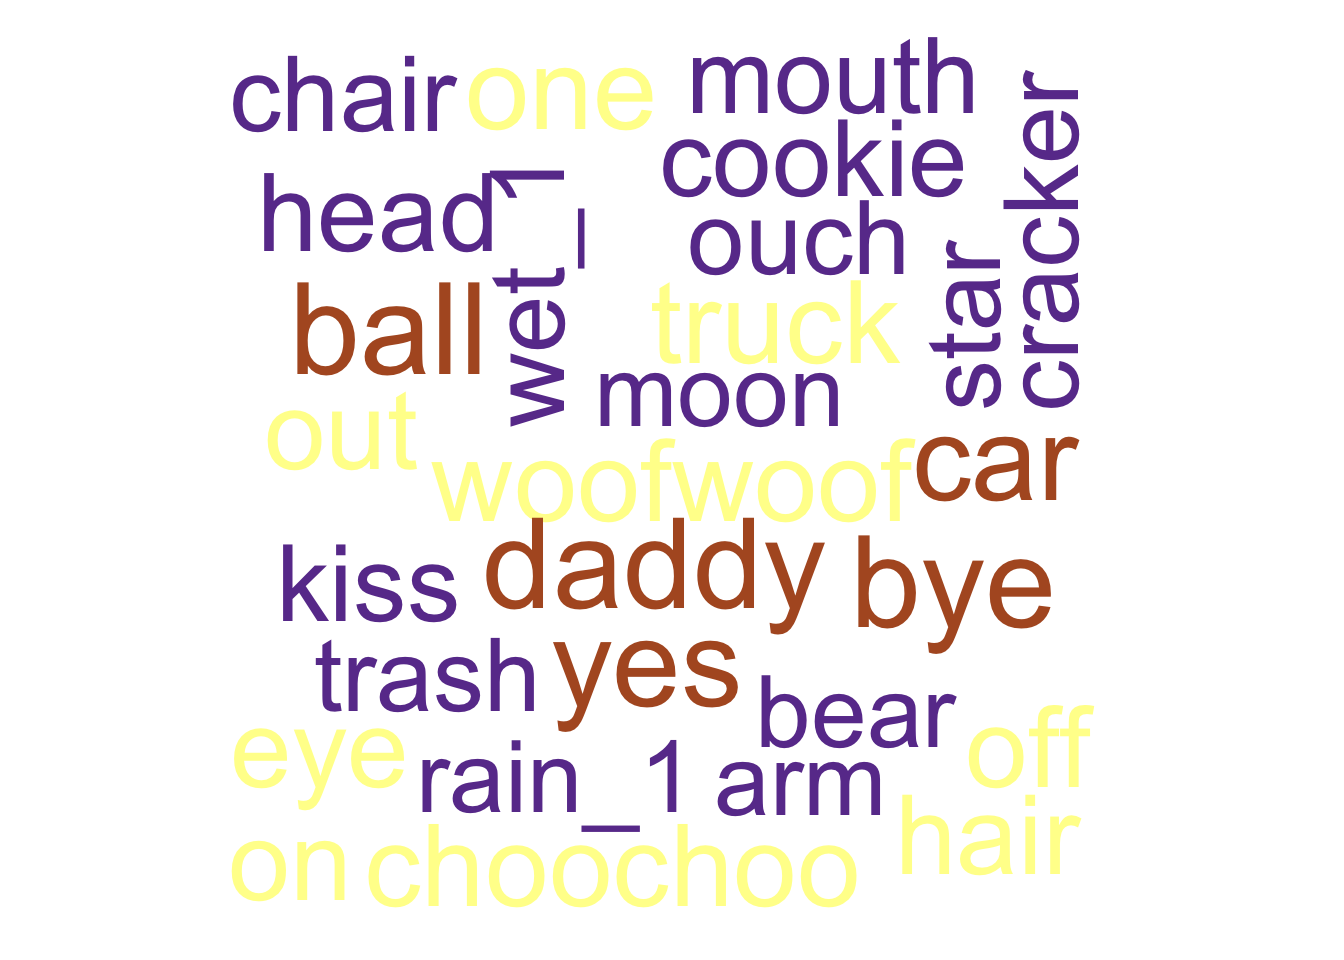 chair one mouth
cookie
cracker
head wet_1 ouch
star
ball truck
moon
out woofwoof car
kiss daddy bye
trash yes bear
eye rain_1 arm off
on choochoo hair